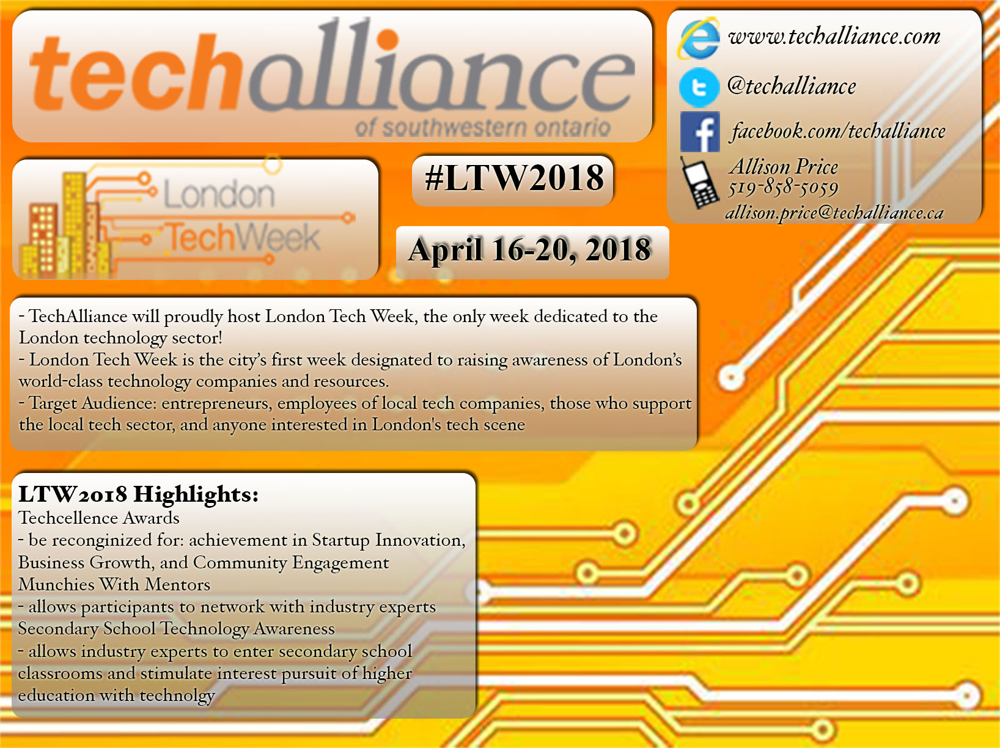 techalliance
of southwestern ontario
www.techalliance.com
@techalliance
facebook.com/techalliance
Allison Price
519-858-5059
allison.price@techalliance.ca
London
TechWeek
#LTW2018
April 16-20, 2018
- TechAlliance will proudly host London Tech Week, the only week dedicated to the
London technology sector!
- London Tech Week is the city’s first week designated to raising awareness of London’s
world-class technology companies and resources.
- Target Audience: entrepreneurs, employees of local tech companies, those who support
the local tech sector, and anyone interested in London's tech scene
LTW2018 Highlights:
Techcellence Awards
- be reconginized for: achievement in Startup Innovation,
Business Growth, and Community Engagement
Munchies With Mentors
- allows participants to network with industry experts
Secondary School Technology Awareness
- allows industry experts to enter secondary school
classrooms and stimulate interest pursuit of higher
education with technolgy